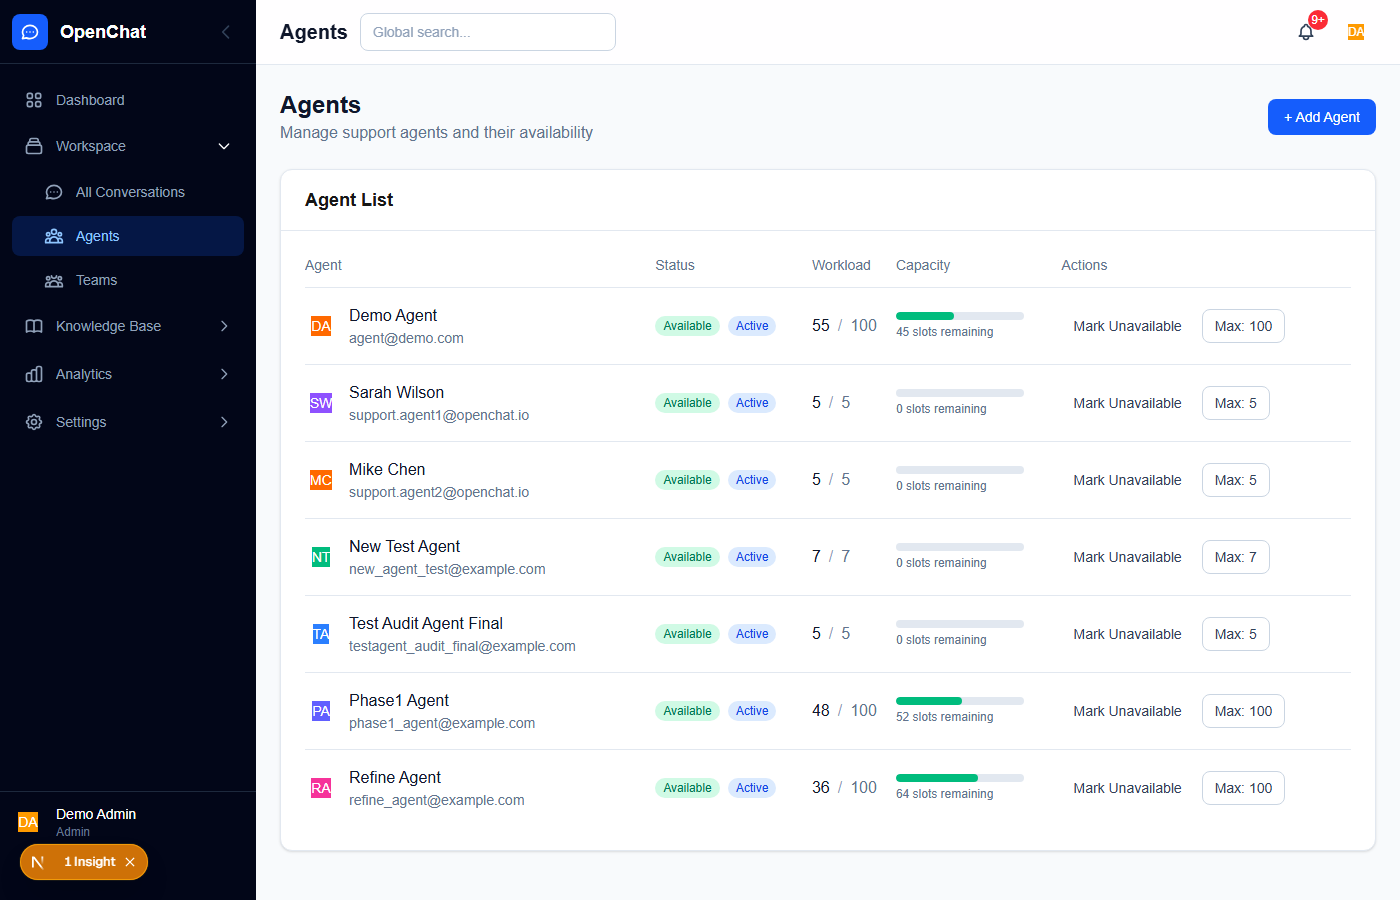 OpenChat
Dashboard
Workspace
All Conversations
Agents
Teams
Knowledge Base
Analytics
Settings
DA
Demo Admin
Admin
N
1 Insight
Agents
Global search...
9+
DA
Agents
Manage support agents and their availability
+ Add Agent
Agent List
Agent Status Workload Capacity Actions
DA Demo Agent Available Active 55 / 100 Mark Unavailable Max: 100
agent@demo.com 45 slots remaining
SW Sarah Wilson Available Active 5 / 5 Mark Unavailable Max: 5
support.agent1@openchat.io 0 slots remaining
MC Mike Chen Available Active 5 / 5 Mark Unavailable Max: 5
support.agent2@openchat.io 0 slots remaining
NT New Test Agent Available Active 7 / 7 Mark Unavailable Max: 7
new_agent_test@example.com 0 slots remaining
TA Test Audit Agent Final Available Active 5 / 5 Mark Unavailable Max: 5
testagent_audit_final@example.com 0 slots remaining
PA Phase1 Agent Available Active 48 / 100 Mark Unavailable Max: 100
phase1_agent@example.com 52 slots remaining
RA Refine Agent Available Active 36 / 100 Mark Unavailable Max: 100
refine_agent@example.com 64 slots remaining